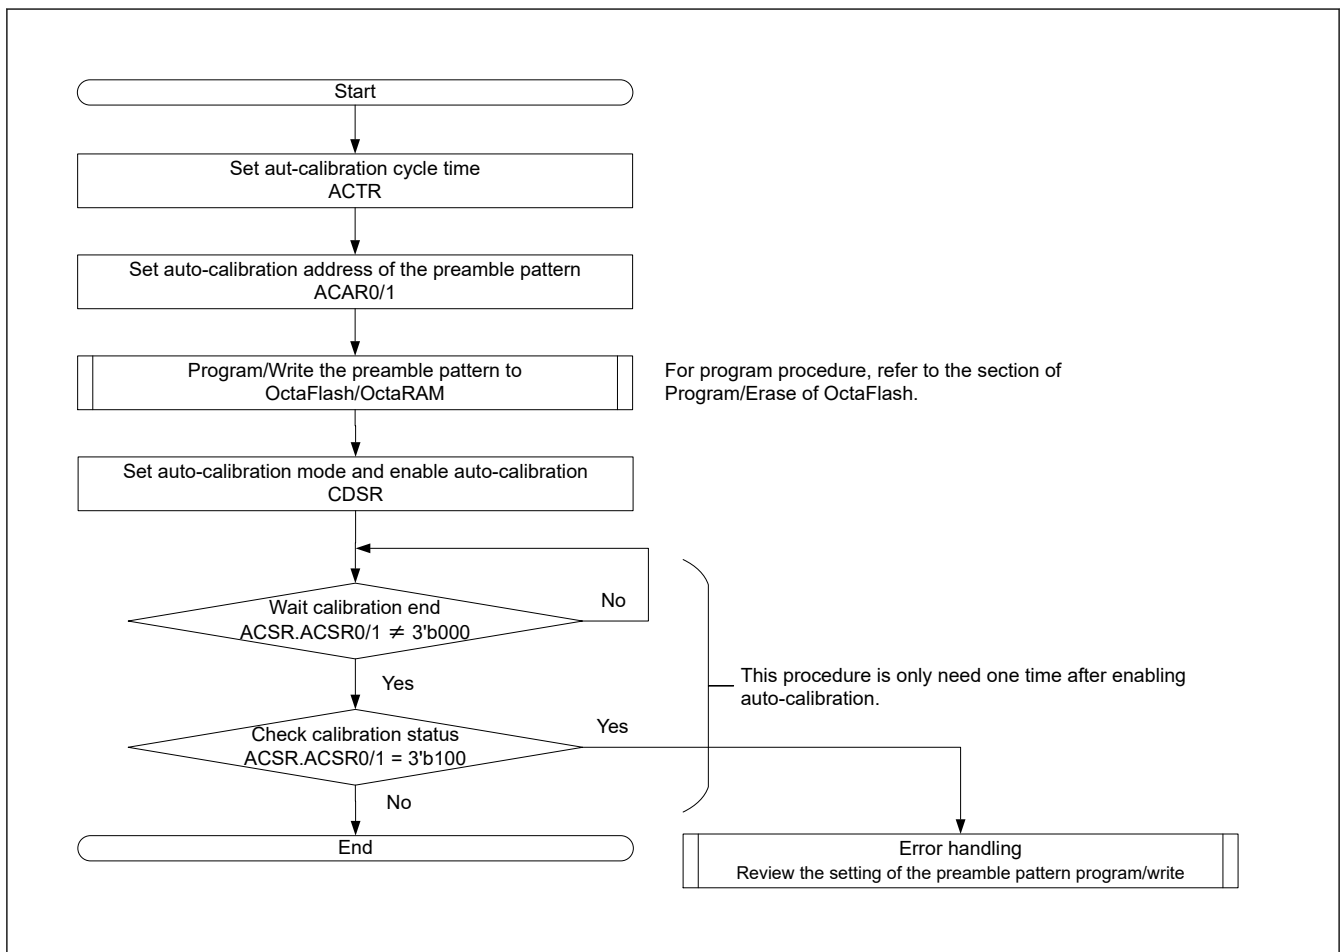 Start
Set aut-calibration cycle time
ACTR
Set auto-calibration address of the preamble pattern
ACAR0/1
Program/Write the preamble pattern to
OctaFlash/OctaRAM
For program procedure, refer to the section of
Program/Erase of OctaFlash.
Set auto-calibration mode and enable auto-calibration
CDSR
Wait calibration end
ACSR.ACSR0/1 ≠ 3'b000
No
Yes
This procedure is only need one time after enabling
auto-calibration.
Check calibration status
ACSR.ACSR0/1 = 3'b100
Yes
No
End
Error handling
Review the setting of the preamble pattern program/write